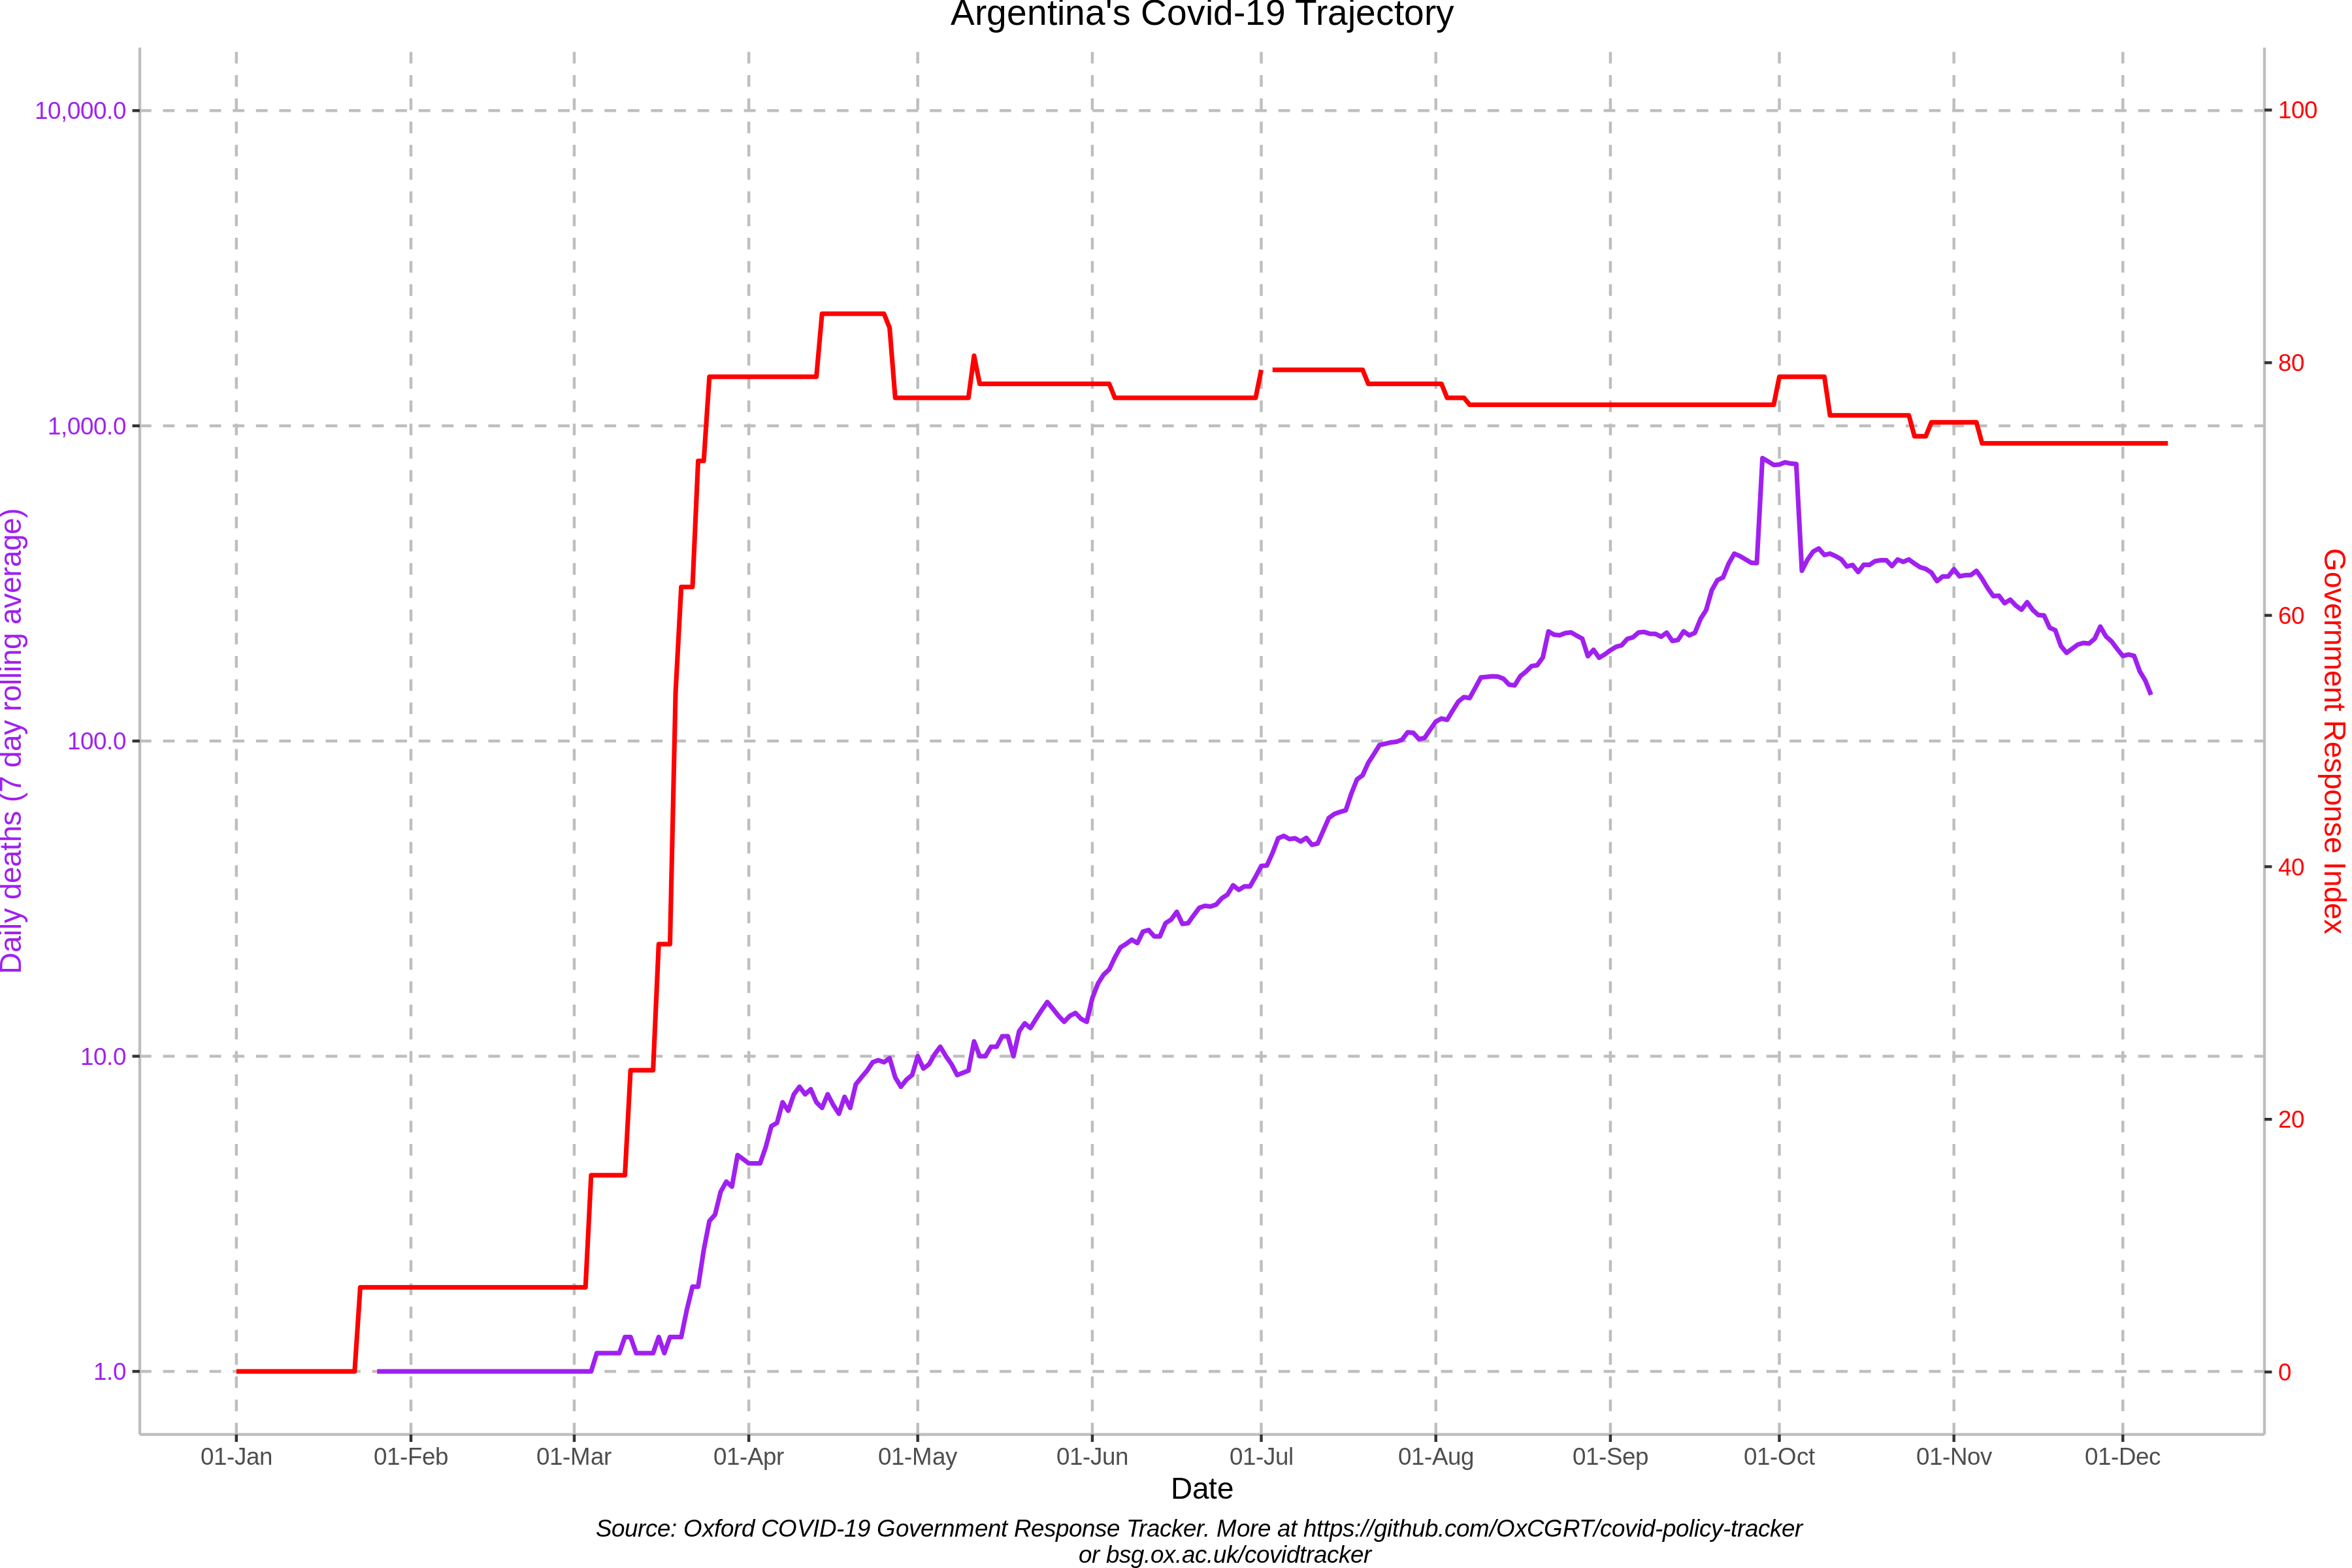 Argentina's Covid-19 Trajectory
10,000.0
1,000.0
100.0
10.0
1.0
Daily deaths (7 day rolling average)
100
80
60
40
20
0
Government Response Index
01-Jan 01-Feb 01-Mar 01-Apr 01-May 01-Jun 01-Jul 01-Aug 01-Sep 01-Oct 01-Nov 01-Dec
Date
Source: Oxford COVID-19 Government Response Tracker. More at https://github.com/OxCGRT/covid-policy-tracker
or bsg.ox.ac.uk/covidtracker